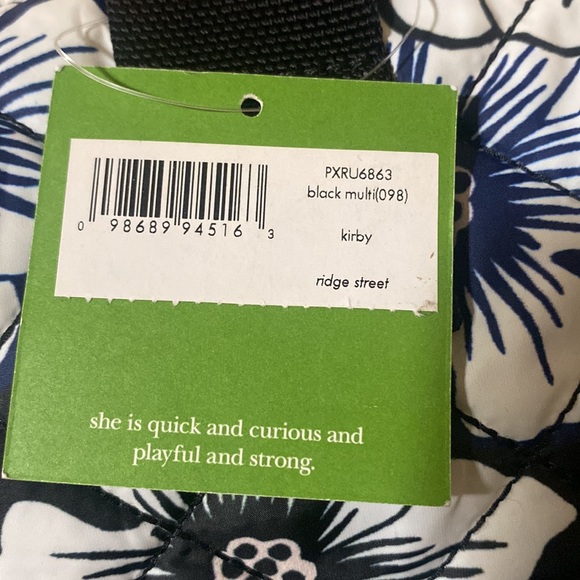 PXRU6863
black multi(098)
kirby
ridge street
0 98689 94516 3
she is quick and curious and
playful and strong.